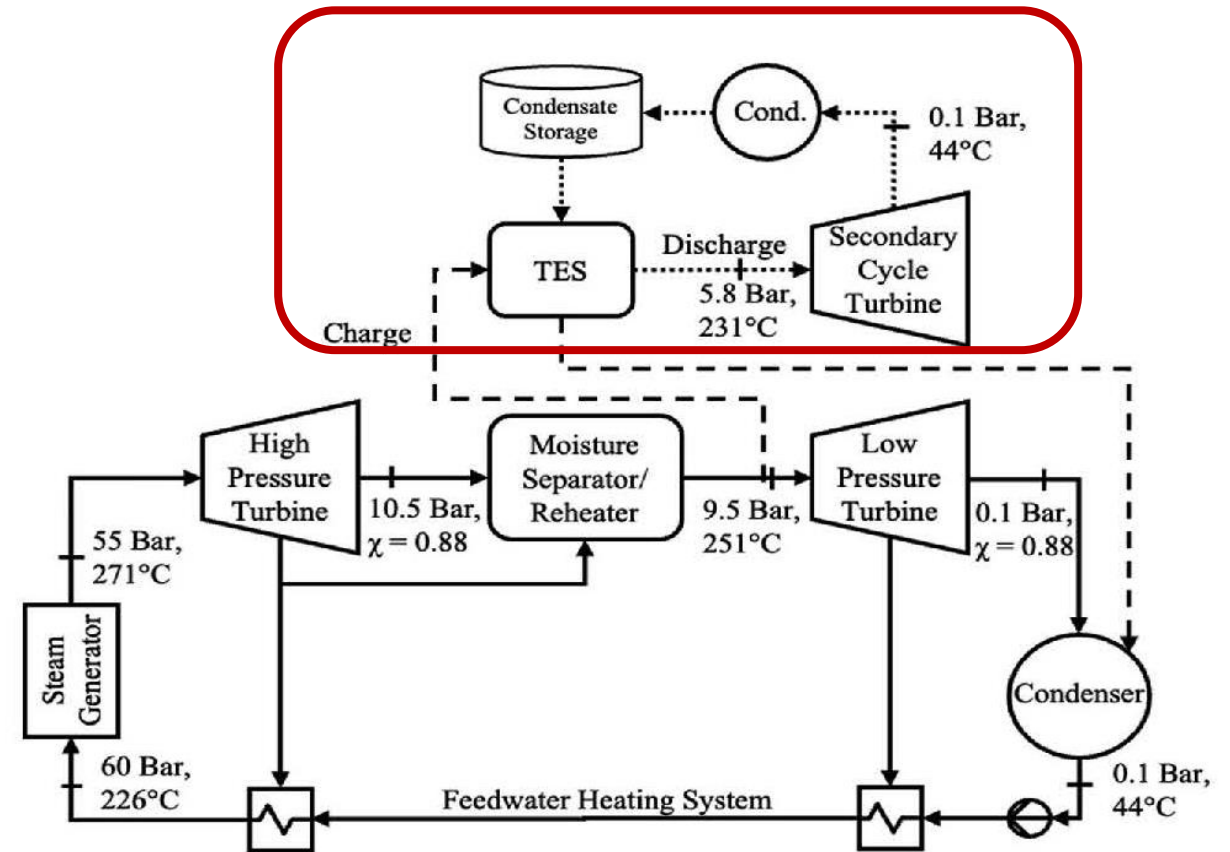 Condensate
Storage
Cond.
0.1 Bar,
44°C
TES
Discharge
5.8 Bar,
231°C
Secondary
Cycle
Turbine
Charge
High
Pressure
Turbine
10.5 Bar,
χ = 0.88
Moisture
Separator/
Reheater
9.5 Bar,
251°C
Low
Pressure
Turbine
0.1 Bar,
χ = 0.88
55 Bar,
271°C
Steam
Generator
Condenser
60 Bar,
226°C
Feedwater Heating System
0.1 Bar,
44°C